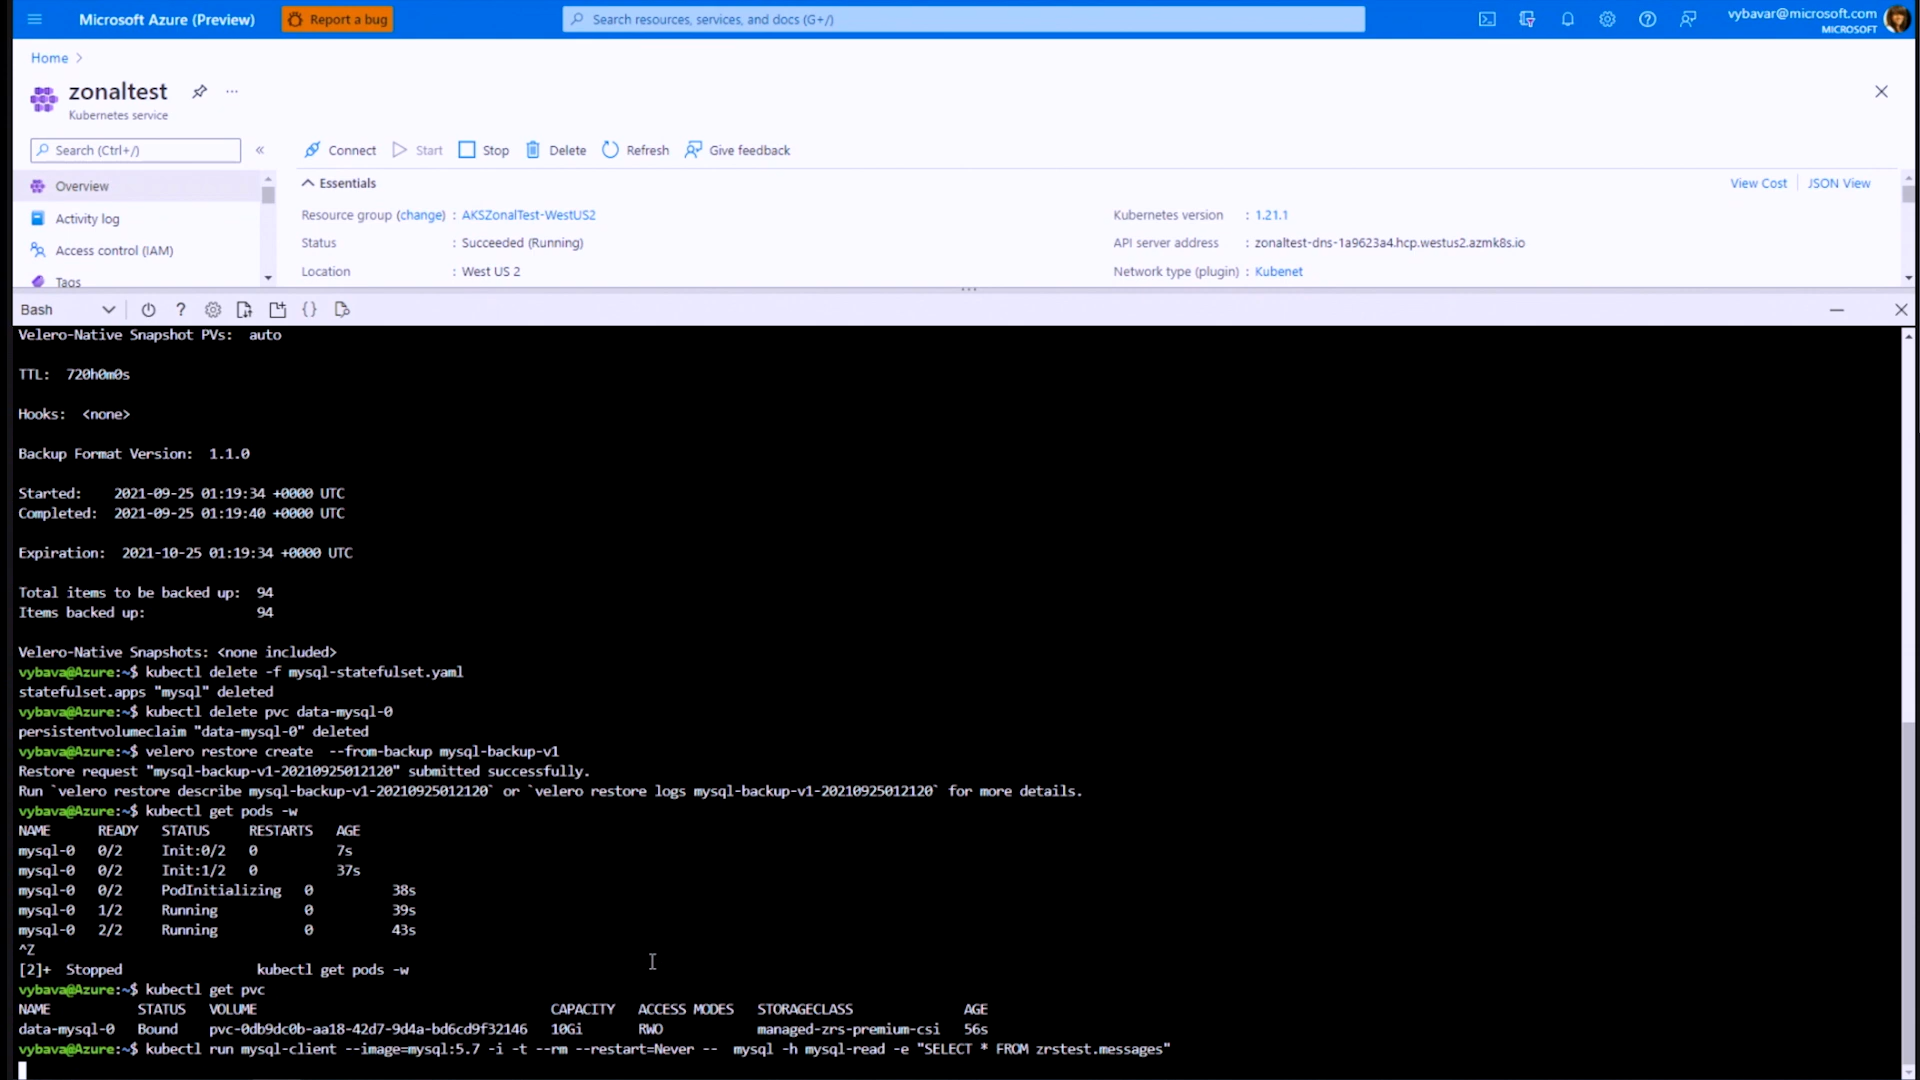 Microsoft Azure (Preview)
Report a bug
Search resources, services, and docs (G+/)
vybavar@microsoft.com
MICROSOFT
Home >
zonaltest
...
Kubernetes service
Search (Ctrl+/)
«
Connect
Start
Stop
Delete
Refresh
Give feedback
Overview
Activity log
Access control (IAM)
Tags
Essentials
View Cost
JSON View
Resource group (change) : AKSZonalTest-WestUS2
Status : Succeeded (Running)
Location : West US 2
Kubernetes version : 1.21.1
API server address : zonaltest-dns-1a9623a4.hcp.westus2.azmk8s.io
Network type (plugin) : Kubenet
Bash
? {}
Velero-Native Snapshot PVs:  auto
TTL:  720h0m0s
Hooks:  <none>
Backup Format Version:  1.1.0
Started:    2021-09-25 01:19:34 +0000 UTC
Completed:  2021-09-25 01:19:40 +0000 UTC
Expiration:  2021-10-25 01:19:34 +0000 UTC
Total items to be backed up:  94
Items backed up:              94
Velero-Native Snapshots: <none included>
vybava@Azure:~$ kubectl delete -f mysql-statefulset.yaml
statefulset.apps "mysql" deleted
vybava@Azure:~$ kubectl delete pvc data-mysql-0
persistentvolumeclaim "data-mysql-0" deleted
vybava@Azure:~$ velero restore create  --from-backup mysql-backup-v1
Restore request "mysql-backup-v1-20210925012120" submitted successfully.
Run `velero restore describe mysql-backup-v1-20210925012120` or `velero restore logs mysql-backup-v1-20210925012120` for more details.
vybava@Azure:~$ kubectl get pods -w
NAME      READY   STATUS     RESTARTS   AGE
mysql-0   0/2     Init:0/2   0          7s
mysql-0   0/2     Init:1/2   0          37s
mysql-0   0/2     PodInitializing   0          38s
mysql-0   1/2     Running           0          39s
mysql-0   2/2     Running           0          43s
^Z
[2]+  Stopped                 kubectl get pods -w
vybava@Azure:~$ kubectl get pvc
NAME           STATUS   VOLUME                                     CAPACITY   ACCESS MODES   STORAGECLASS              AGE
data-mysql-0   Bound    pvc-0db9dc0b-aa18-42d7-9d4a-bd6cd9f32146   10Gi       RWO            managed-zrs-premium-csi   56s
vybava@Azure:~$ kubectl run mysql-client --image=mysql:5.7 -i -t --rm --restart=Never --  mysql -h mysql-read -e "SELECT * FROM zrstest.messages"